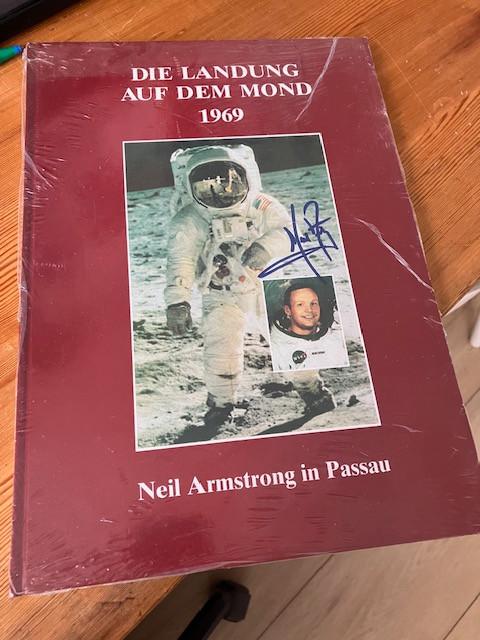 DIE LANDUNG
AUF DEM MOND
1969
Neil Armstrong in Passau